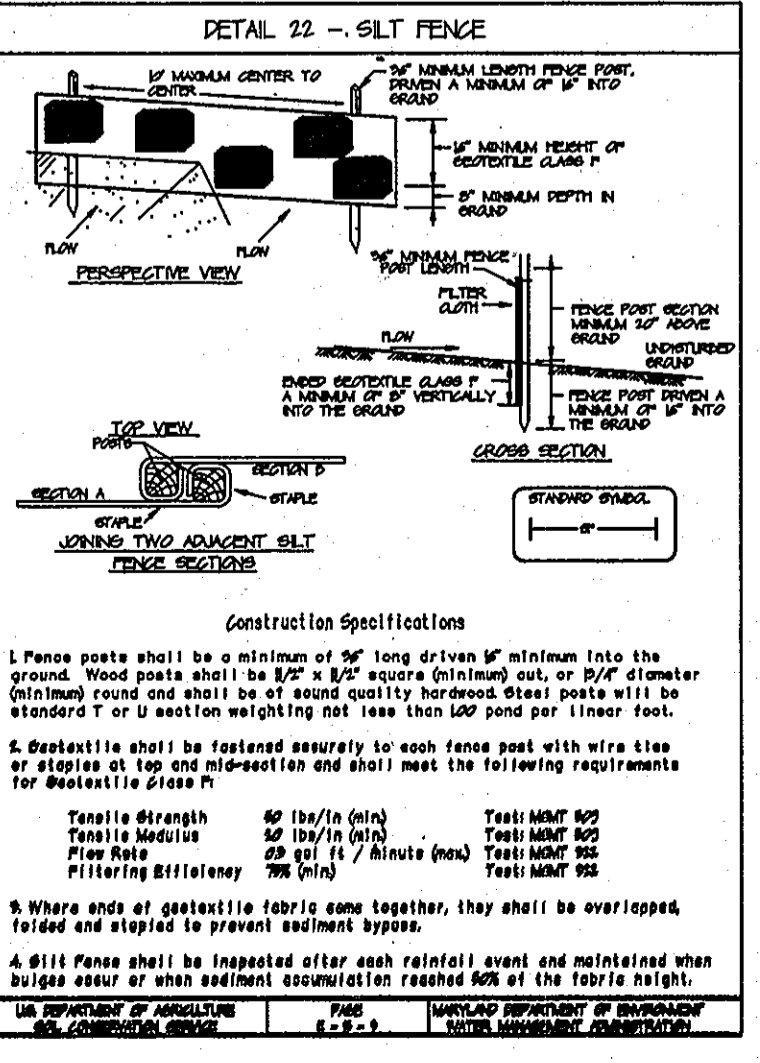 DETAIL 22 -. SILT FENCE
10' MAXIMUM CENTER TO
CENTER
36" MINIMUM LENGTH FENCE POST,
DRIVEN A MINIMUM OF 16" INTO
GROUND
16" MINIMUM HEIGHT OF
GEOTEXTILE CLASS F
8" MINIMUM DEPTH IN
GROUND
FLOW
FLOW
PERSPECTIVE VIEW
36" MINIMUM FENCE
POST LENGTH
FILTER
CLOTH
FENCE POST SECTION
MINIMUM 20" ABOVE
GROUND
UNDISTURBED
GROUND
FLOW
EMBED GEOTEXTILE CLASS F
A MINIMUM OF 8" VERTICALLY
INTO THE GROUND
FENCE POST DRIVEN A
MINIMUM OF 16" INTO
THE GROUND
CROSS SECTION
TOP VIEW
POSTS
SECTION B
SECTION A
STAPLE
STAPLE
JOINING TWO ADJACENT SILT
FENCE SECTIONS
STANDARD SYMBOL
SF
Construction Specifications
1. Fence posts shall be a minimum of 36" long driven 16" minimum into the
ground. Wood posts shall be 1 1/2" x 1 1/2" square (minimum) cut, or 1 3/4" diameter
(minimum) round and shall be of sound quality hardwood. Steel posts will be
standard T or U section weighting not less than 1.00 pond per linear foot.
2. Geotextile shall be fastened securely to each fence post with wire ties
or staples at top and mid-section and shall meet the following requirements
for Geotextile Class F:
Tensile Strength 50 lbs/in (min.) Test: MSMT 509
Tensile Modulus 20 lbs/in (min.) Test: MSMT 509
Flow Rate 0.3 gal ft / minute (max.) Test: MSMT 322
Filtering Efficiency 75% (min.) Test: MSMT 322
3. Where ends of geotextile fabric come together, they shall be overlapped,
folded and stapled to prevent sediment bypass.
4. Silt Fence shall be inspected after each rainfall event and maintained when
bulges occur or when sediment accumulation reached 50% of the fabric height.
U.S. DEPARTMENT OF AGRICULTURE
SOIL CONSERVATION SERVICE
PAGE
MARYLAND DEPARTMENT OF ENVIRONMENT
WATER MANAGEMENT ADMINISTRATION